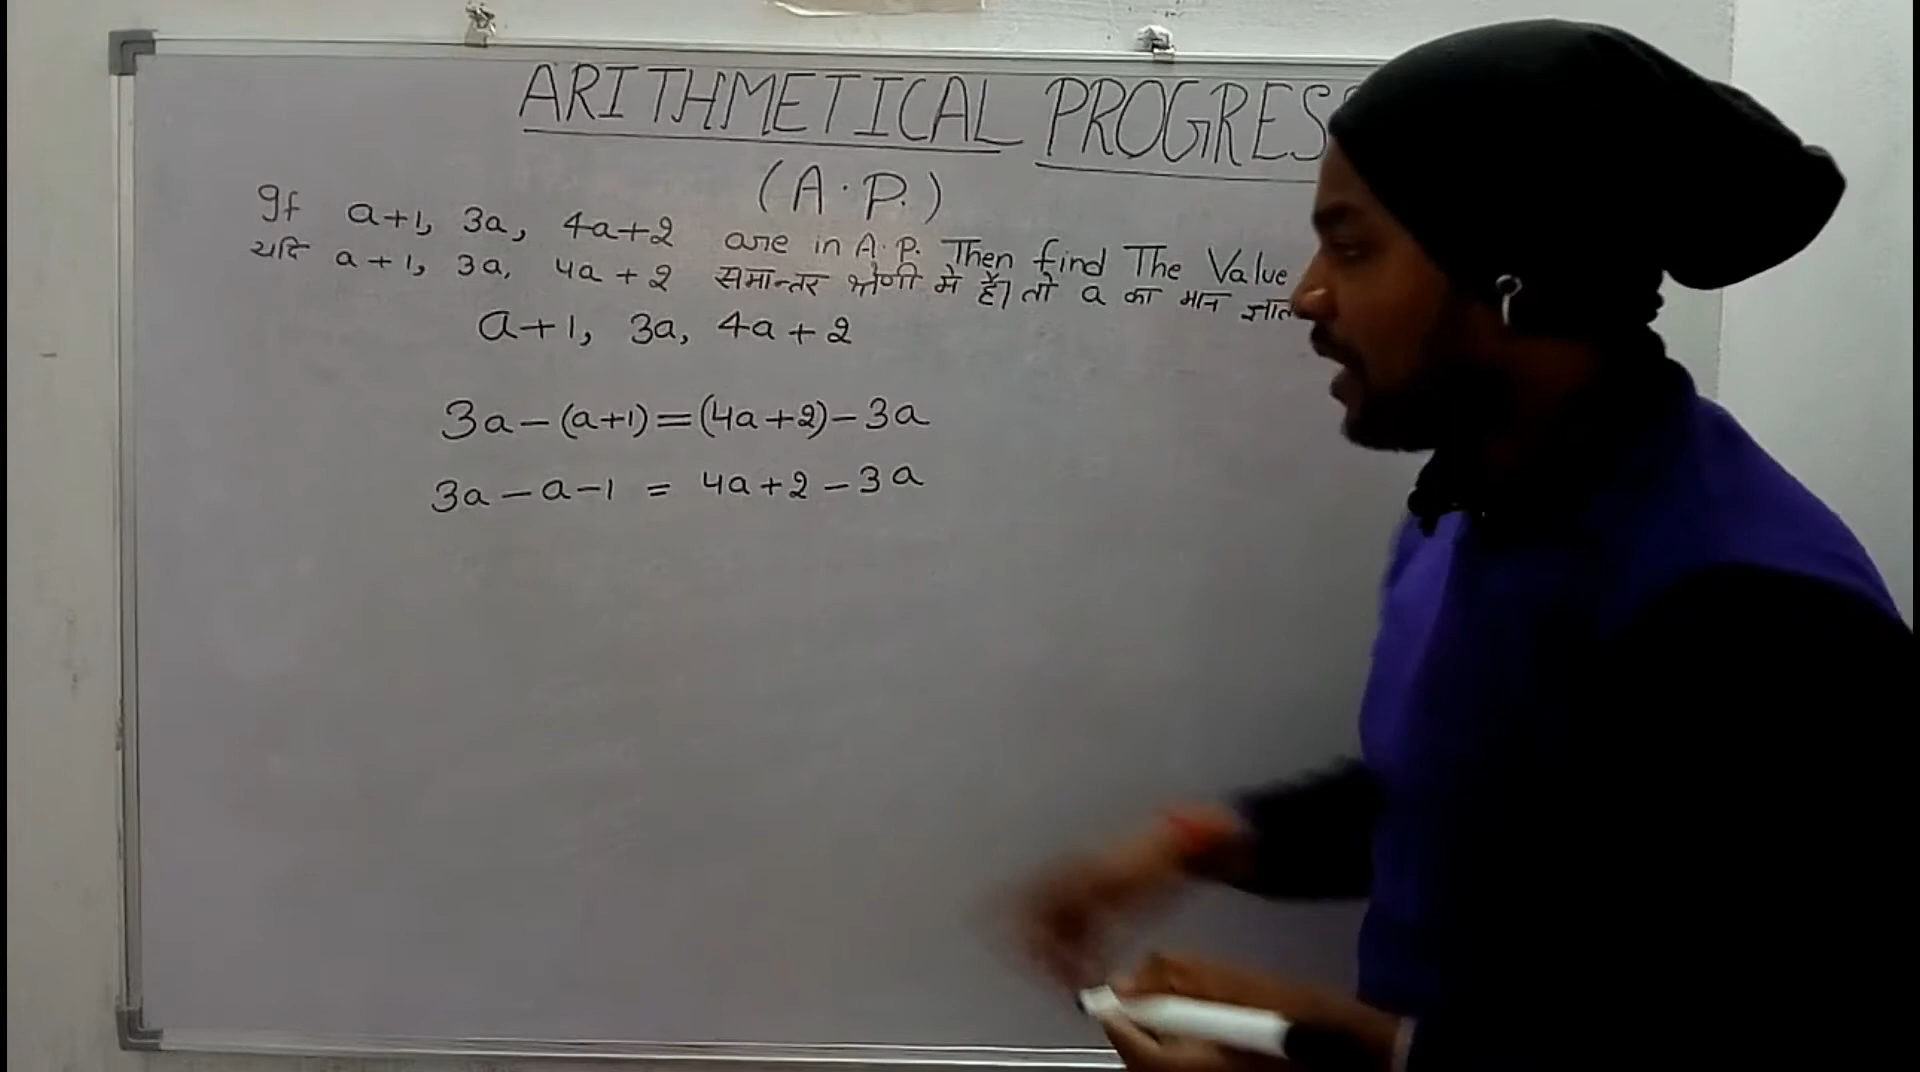 ARITHMETICAL PROGRES
(A.P.)
If a+1, 3a, 4a+2 are in A.P. Then find The Value
यदि a+1, 3a, 4a+2 समान्तर श्रेणी मे हैं। तो a का मान ज्ञात
a+1, 3a, 4a+2
3a-(a+1)=(4a+2)-3a
3a-a-1 = 4a+2-3a